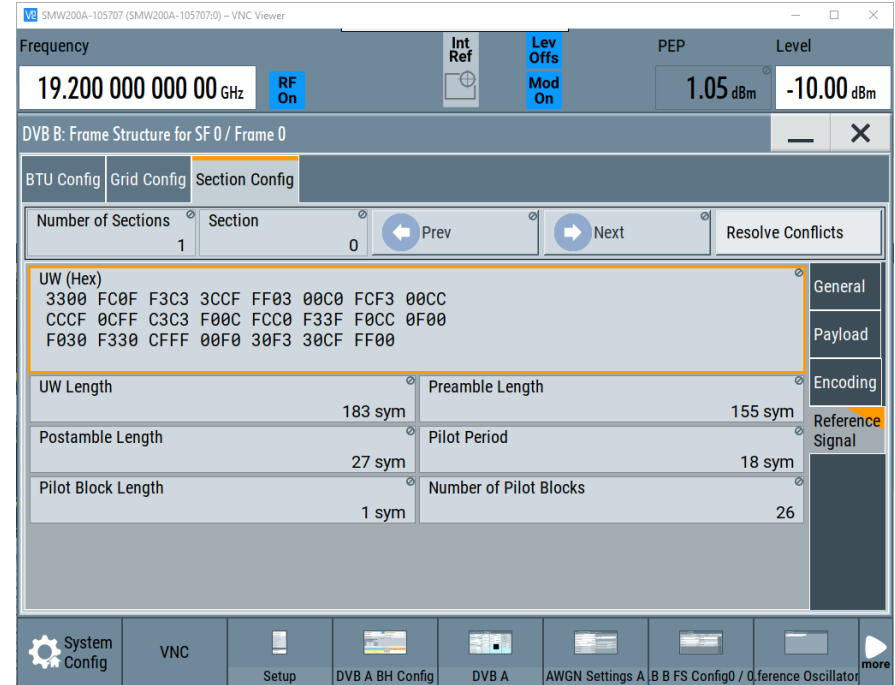 SMW200A-105707 (SMW200A-105707:0) – VNC Viewer
Frequency
Int Ref
Lev Offs
PEP
Level
19.200 000 000 00 GHz
RF On
Mod On
1.05 dBm
-10.00 dBm
DVB B: Frame Structure for SF 0 / Frame 0
BTU Config
Grid Config
Section Config
Number of Sections
1
Section
0
Prev
Next
Resolve Conflicts
UW (Hex)
3300 FC0F F3C3 3CCF FF03 00C0 FCF3 00CC
CCCF 0CFF C3C3 F00C FCC0 F33F F0CC 0F00
F030 F330 CFFF 00F0 30F3 30CF FF00
General
Payload
Encoding
Reference Signal
UW Length
183 sym
Preamble Length
155 sym
Postamble Length
27 sym
Pilot Period
18 sym
Pilot Block Length
1 sym
Number of Pilot Blocks
26
System Config
VNC
Setup
DVB A BH Config
DVB A
AWGN Settings A
B B FS Config0 / 0
ference Oscillator
more